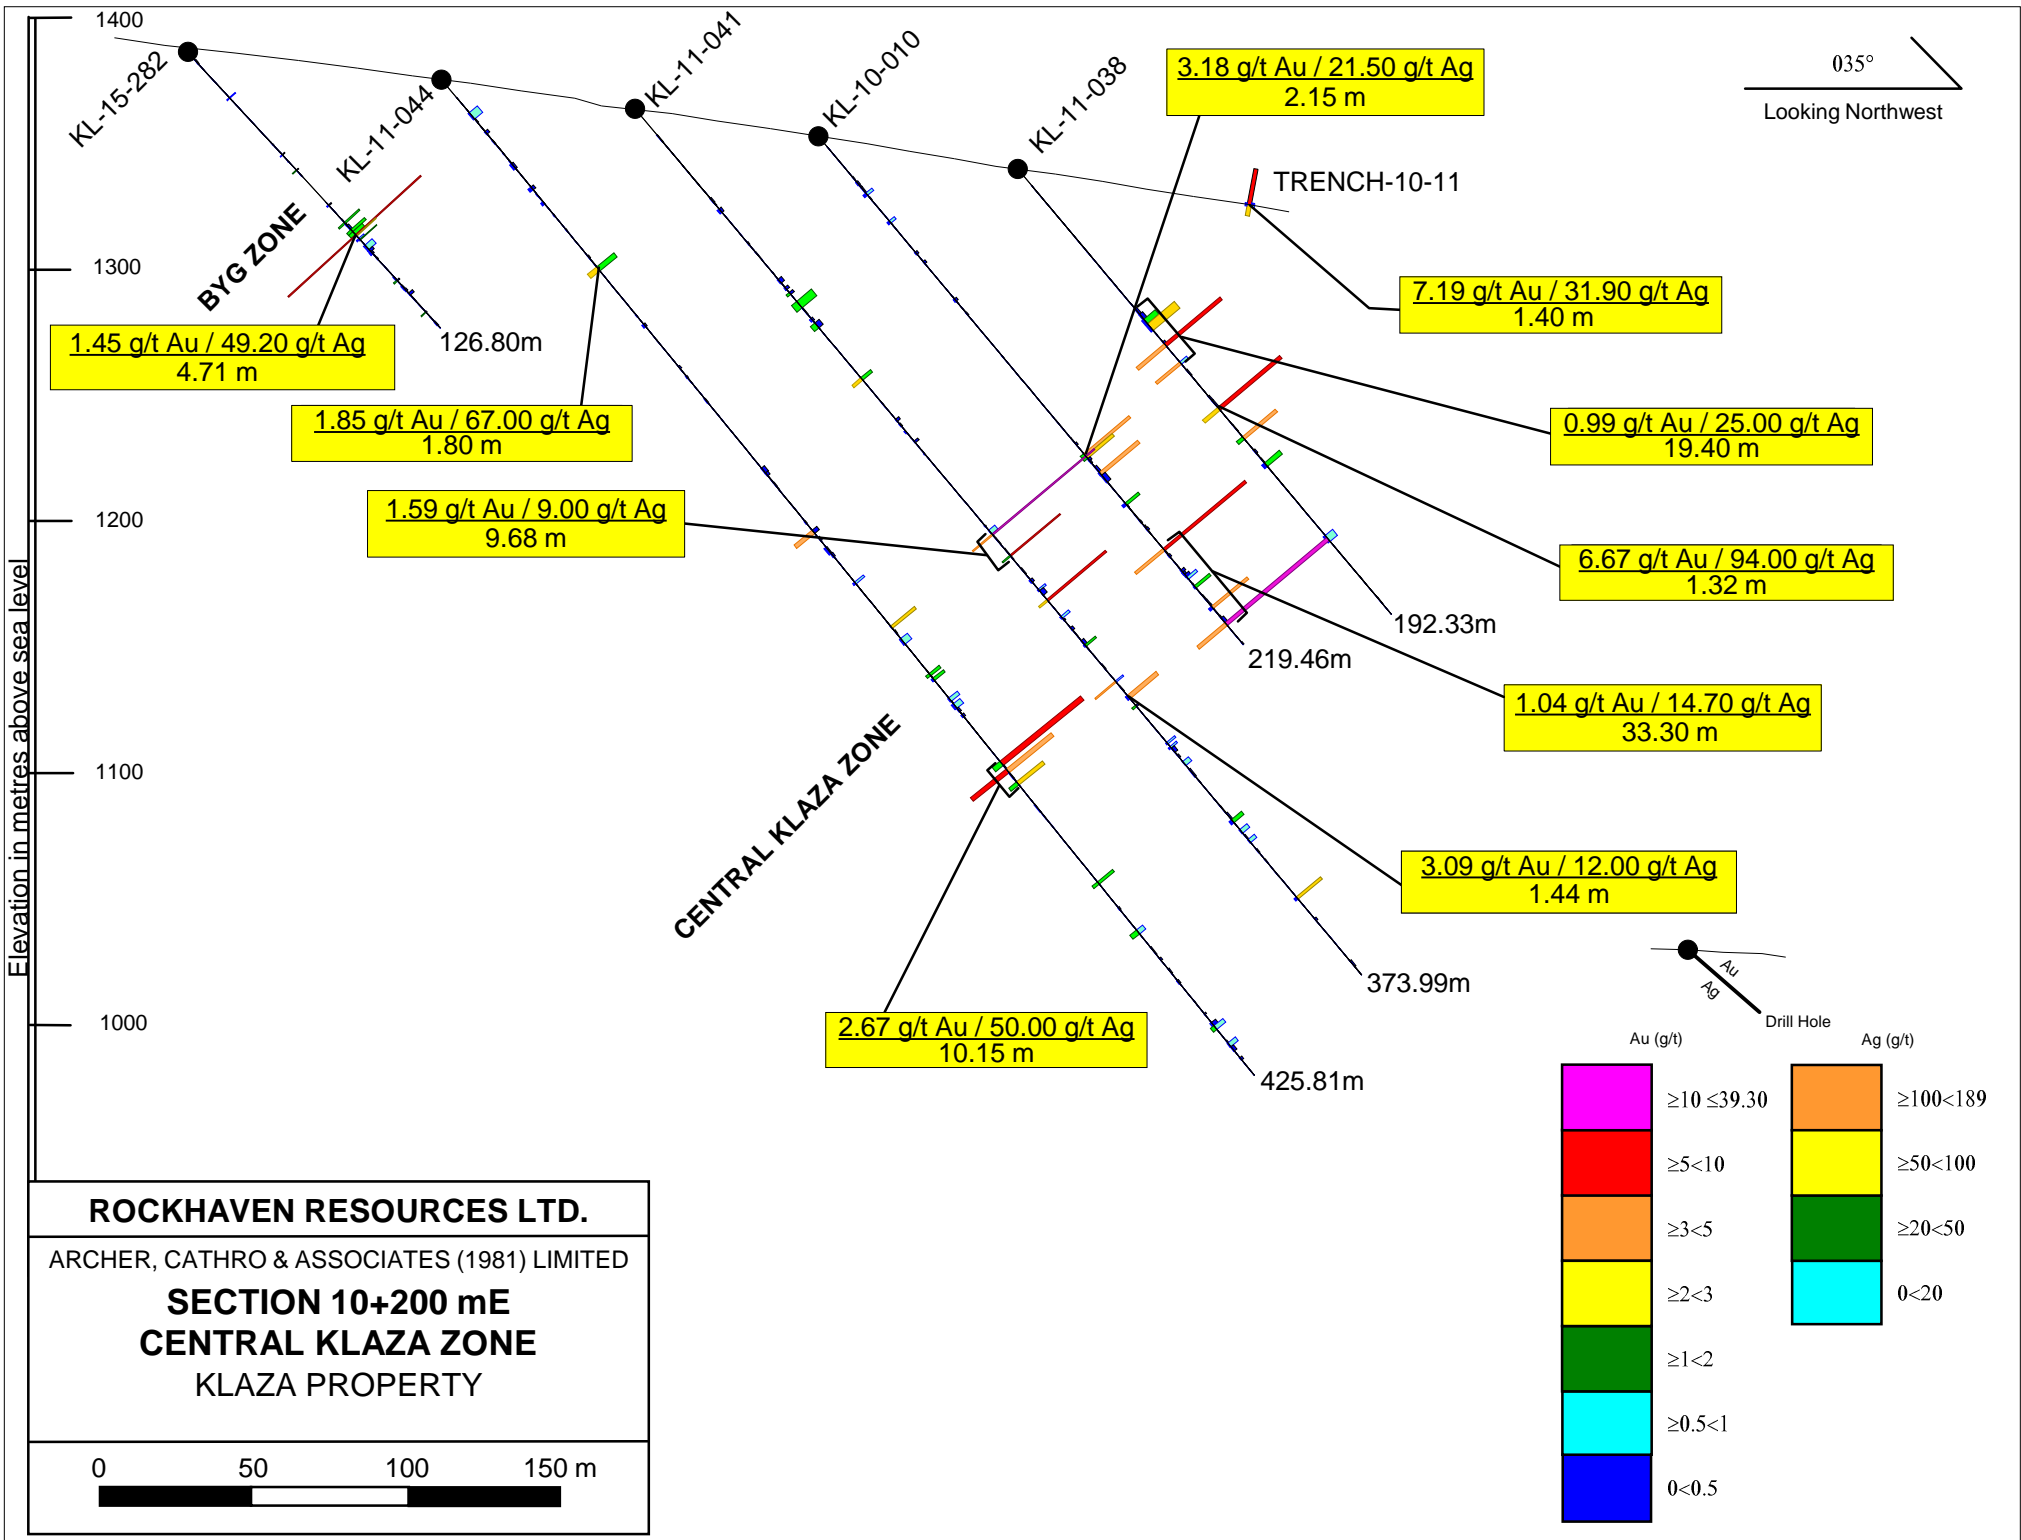 1400
1300
1200
1100
1000
Elevation in metres above sea level
KL-15-282
KL-11-044
KL-11-041
KL-10-010
KL-11-038
TRENCH-10-11
035°
Looking Northwest
BYG ZONE
CENTRAL KLAZA ZONE
3.18 g/t Au / 21.50 g/t Ag
2.15 m
7.19 g/t Au / 31.90 g/t Ag
1.40 m
1.45 g/t Au / 49.20 g/t Ag
4.71 m
126.80m
1.85 g/t Au / 67.00 g/t Ag
1.80 m
0.99 g/t Au / 25.00 g/t Ag
19.40 m
1.59 g/t Au / 9.00 g/t Ag
9.68 m
6.67 g/t Au / 94.00 g/t Ag
1.32 m
192.33m
219.46m
1.04 g/t Au / 14.70 g/t Ag
33.30 m
3.09 g/t Au / 12.00 g/t Ag
1.44 m
373.99m
2.67 g/t Au / 50.00 g/t Ag
10.15 m
425.81m
Au
Ag
Drill Hole
Au (g/t)
≥10 ≤39.30
≥5<10
≥3<5
≥2<3
≥1<2
≥0.5<1
0<0.5
Ag (g/t)
≥100<189
≥50<100
≥20<50
0<20
ROCKHAVEN RESOURCES LTD.
ARCHER, CATHRO & ASSOCIATES (1981) LIMITED
SECTION 10+200 mE
CENTRAL KLAZA ZONE
KLAZA PROPERTY
0 50 100 150 m